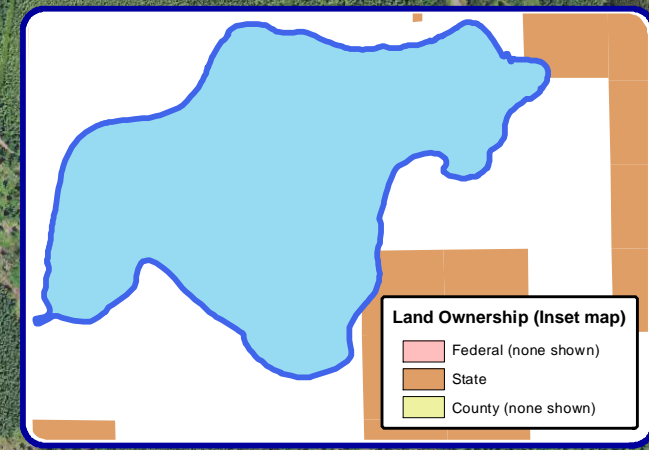 Land Ownership (Inset map)
Federal (none shown)
State
County (none shown)